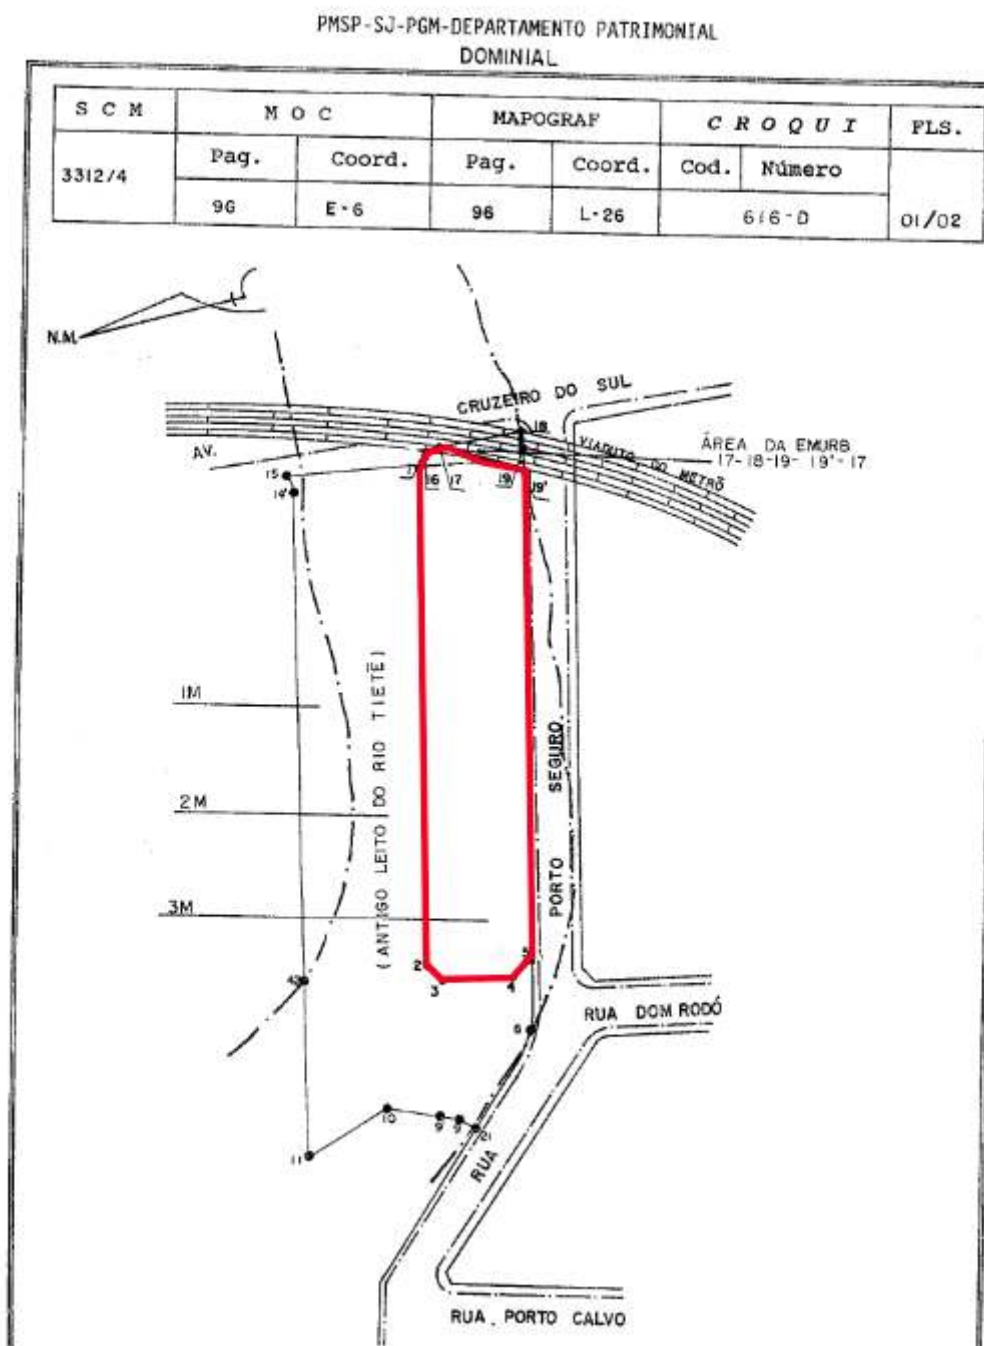 PMSP-SJ-PGM-DEPARTAMENTO PATRIMONIAL
DOMINIAL
S C M
M O C
MAPOGRAF
C R O Q U I
FLS.
3312/4
Pag.
Coord.
Pag.
Coord.
Cod.
Número
96
E-6
96
L-26
616-D
01/02
N.M.
CRUZEIRO DO SUL
AV.
18
VIADUTO DO METRÔ
ÁREA DA EMURB
17-18-19- 19'-17
15
14'
1
16
17
19
19'
1M
2M
3M
(ANTIGO LEITO DO RIO TIETÊ)
PORTO SEGURO
2
3
4
5
6
RUA DOM RODÓ
10
9
9
21
11
RUA
RUA PORTO CALVO